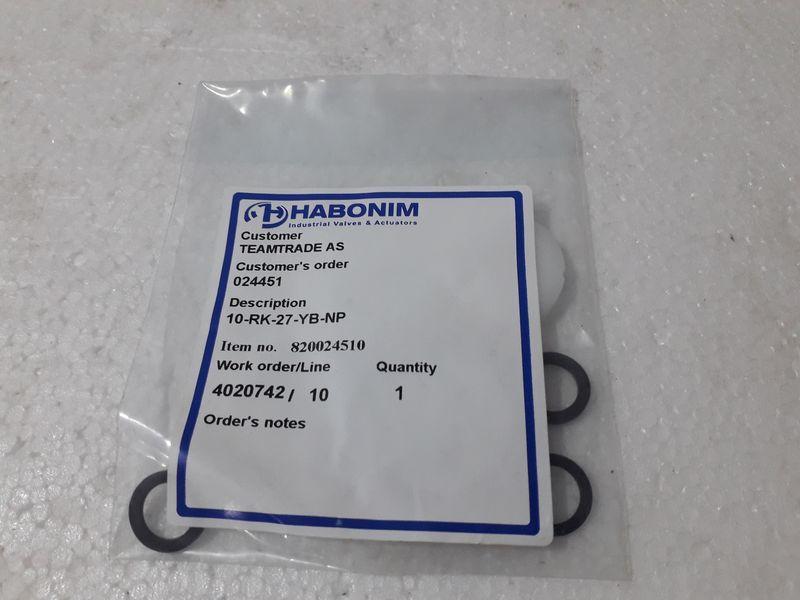 HABONIM
Industrial Valves & Actuators
Customer
TEAMTRADE AS
Customer's order
024451
Description
10-RK-27-YB-NP
Item no. 820024510
Work order/Line Quantity
4020742/ 10 1
Order's notes